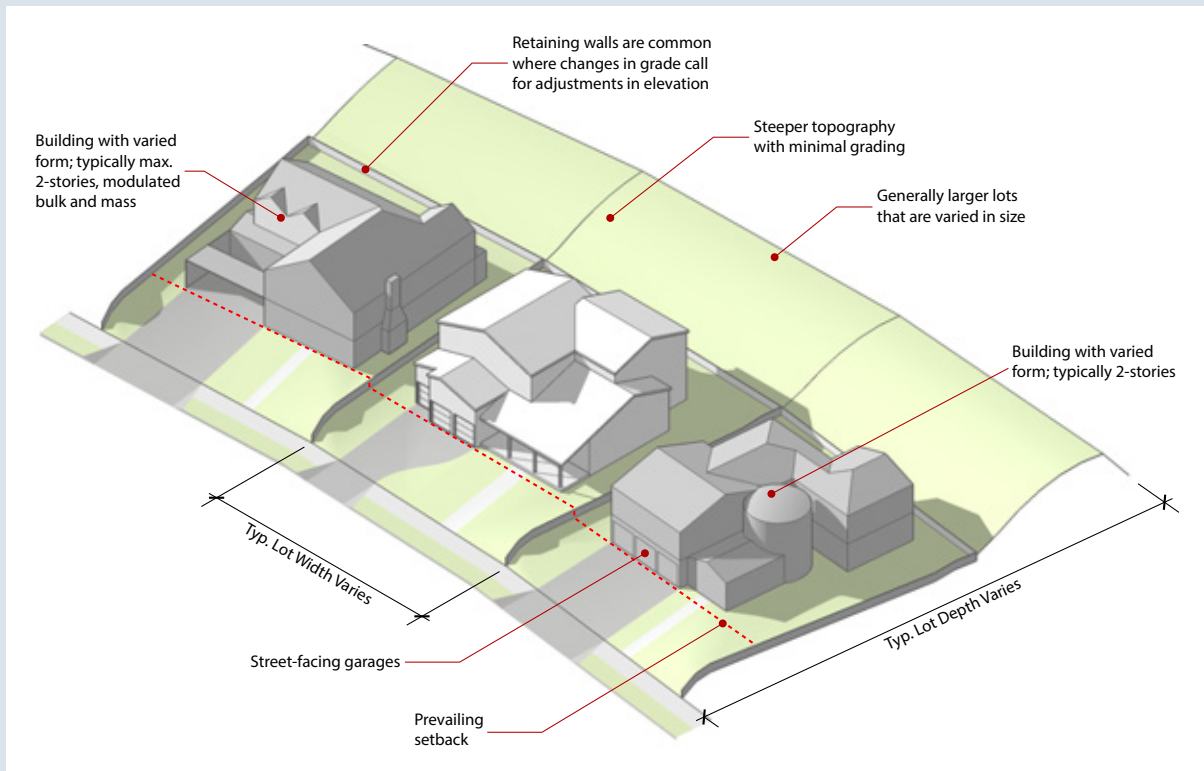 Retaining walls are common
where changes in grade call
for adjustments in elevation
Building with varied
form; typically max.
2-stories, modulated
bulk and mass
Steeper topography
with minimal grading
Generally larger lots
that are varied in size
Building with varied
form; typically 2-stories
Typ. Lot Width Varies
Typ. Lot Depth Varies
Street-facing garages
Prevailing
setback